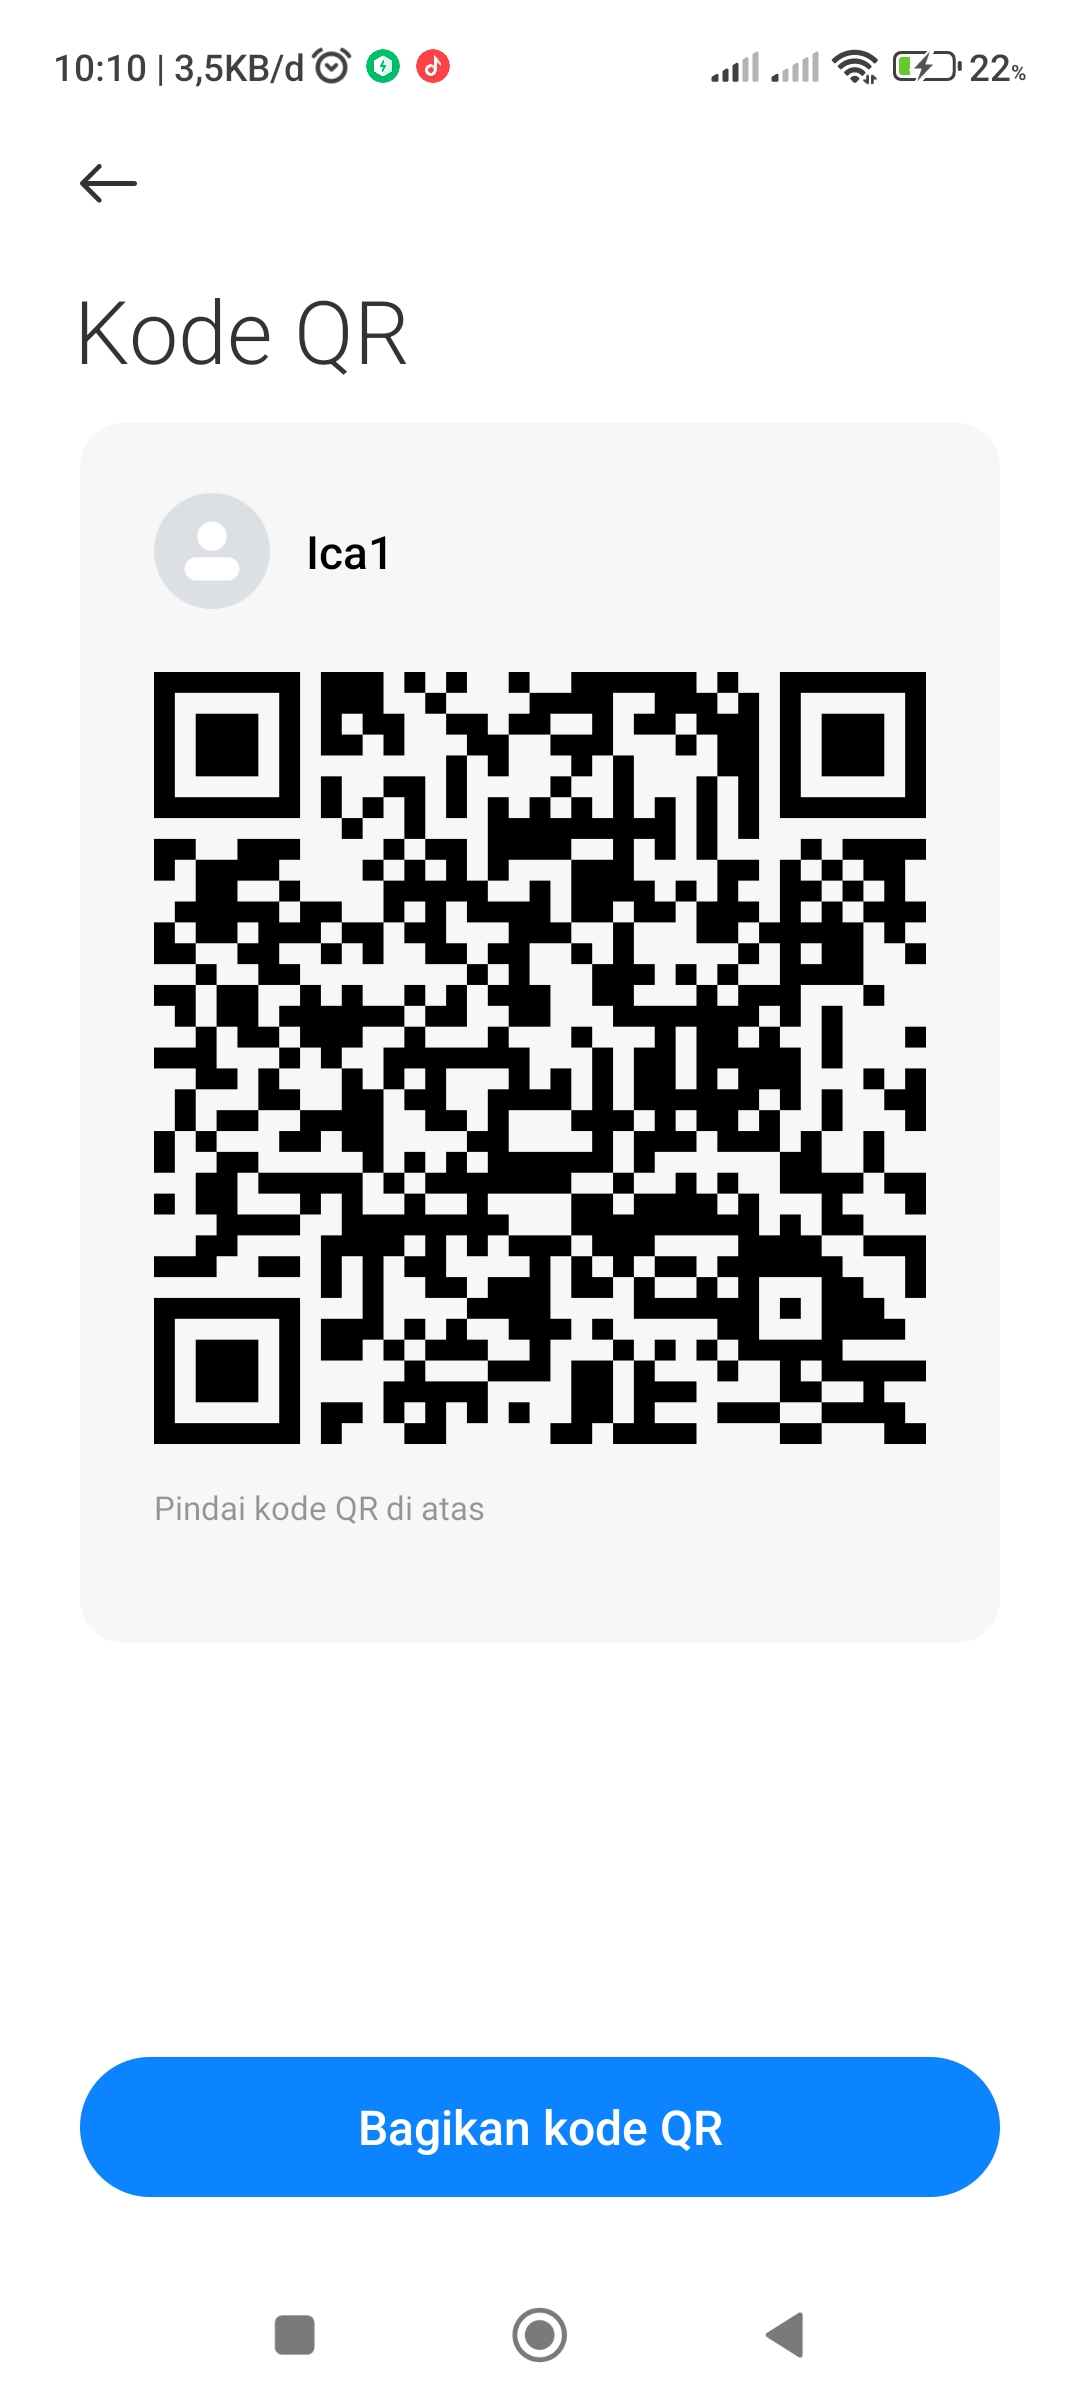 10:10 | 3,5KB/d 22%
Kode QR
Ica1
Pindai kode QR di atas
Bagikan kode QR